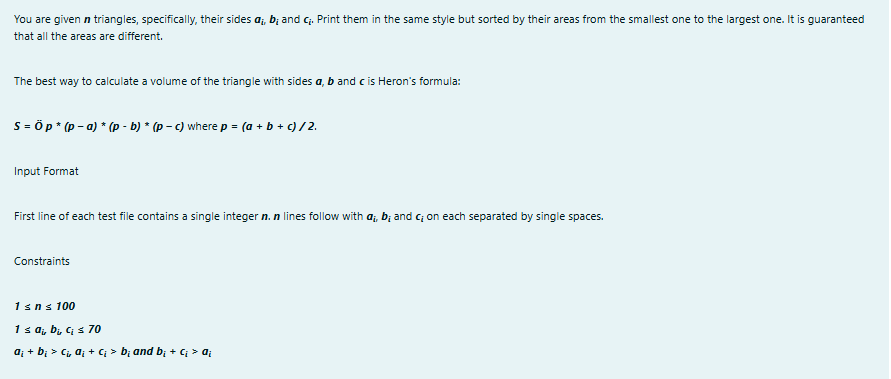 You are given n triangles, specifically, their sides aᵢ, bᵢ and cᵢ. Print them in the same style but sorted by their areas from the smallest one to the largest one. It is guaranteed
that all the areas are different.
The best way to calculate a volume of the triangle with sides a, b and c is Heron's formula:
S = Ö p * (p – a) * (p - b) * (p – c) where p = (a + b + c) / 2.
Input Format
First line of each test file contains a single integer n. n lines follow with aᵢ, bᵢ and cᵢ on each separated by single spaces.
Constraints
1 ≤ n ≤ 100
1 ≤ aᵢ, bᵢ, cᵢ ≤ 70
aᵢ + bᵢ > cᵢ, aᵢ + cᵢ > bᵢ and bᵢ + cᵢ > aᵢ